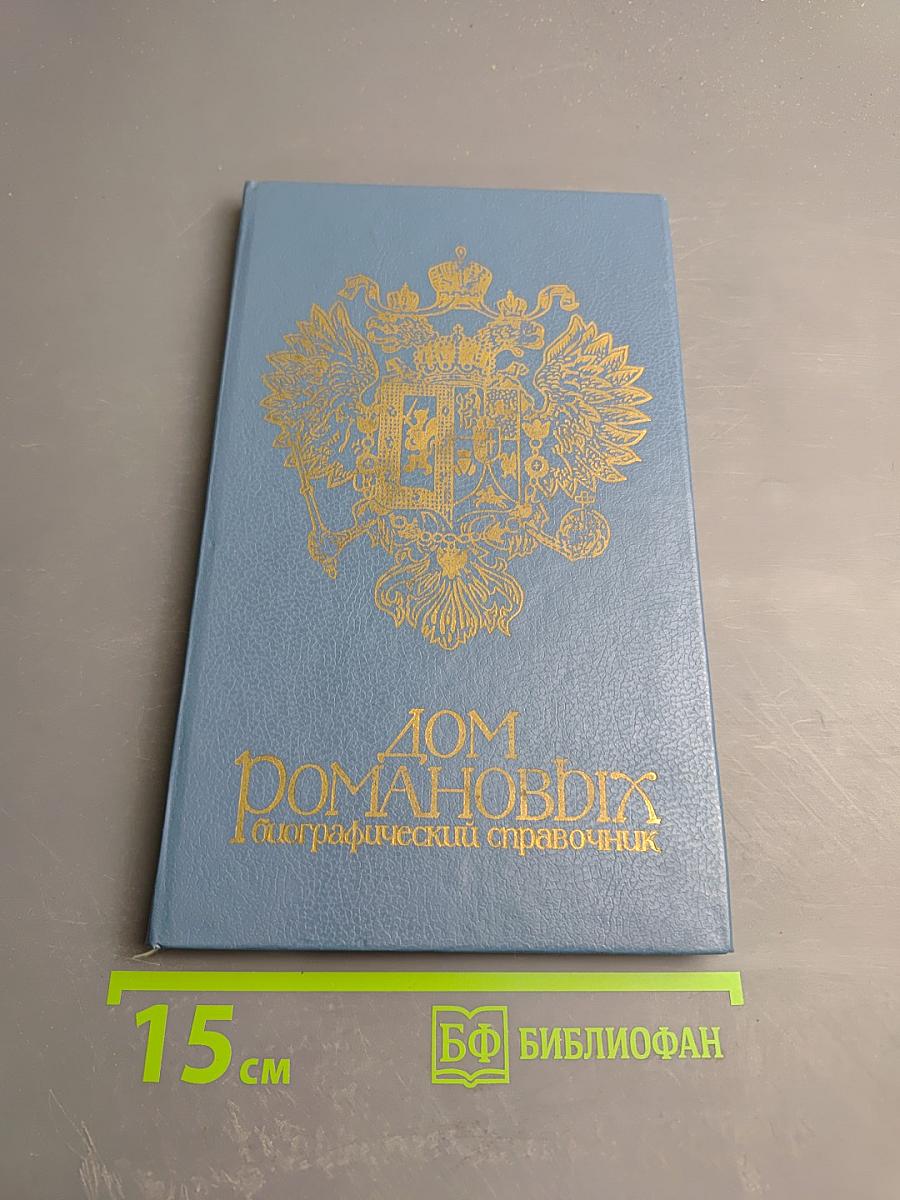 ДОМ
РОМАНОВЫХ
биографический справочник
15 см
БФ БИБЛИОФАН